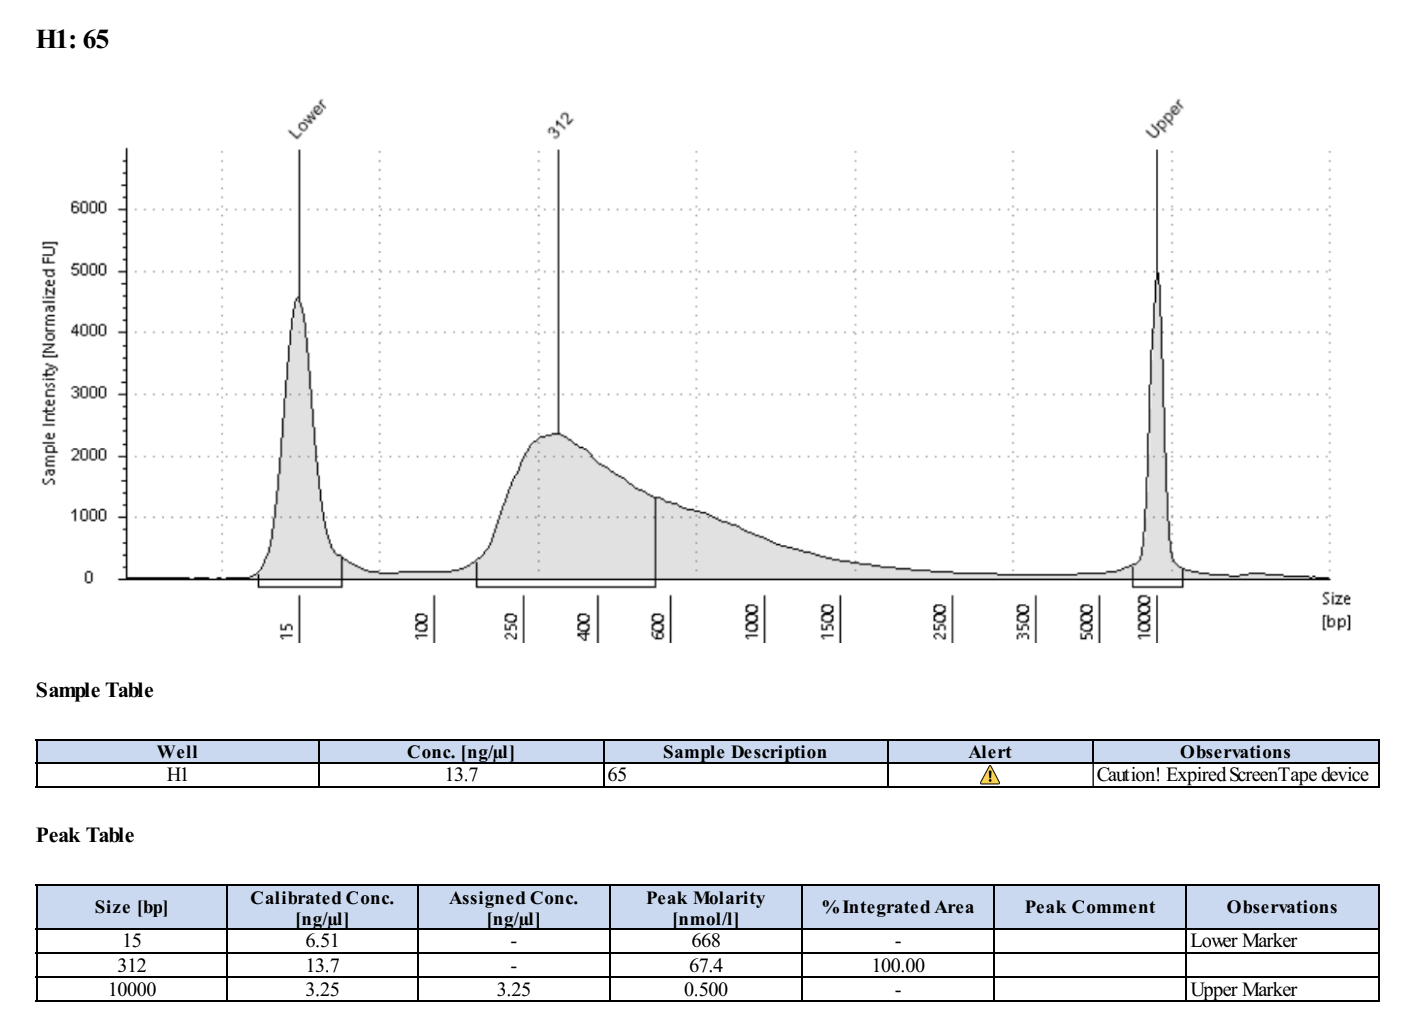 H1: 65
Lower
312
Upper
Sample Intensity [Normalized FU]
6000
5000
4000
3000
2000
1000
0
15
100
250
400
600
1000
1500
2500
3500
5000
10000
Size
[bp]
Sample Table
Well Conc. [ng/µl] Sample Description Alert Observations
H1 13.7 65 Caution! Expired ScreenTape device
Peak Table
Size [bp] Calibrated Conc. [ng/µl] Assigned Conc. [ng/µl] Peak Molarity [nmol/l] % Integrated Area Peak Comment Observations
15 6.51 - 668 - Lower Marker
312 13.7 - 67.4 100.00
10000 3.25 3.25 0.500 - Upper Marker